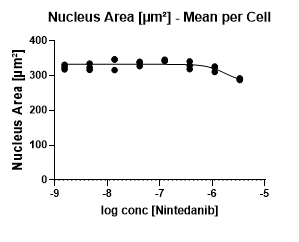 Nucleus Area [µm²] - Mean per Cell
400
300
200
100
0
Nucleus Area [µm²]
-9 -8 -7 -6 -5
log conc [Nintedanib]